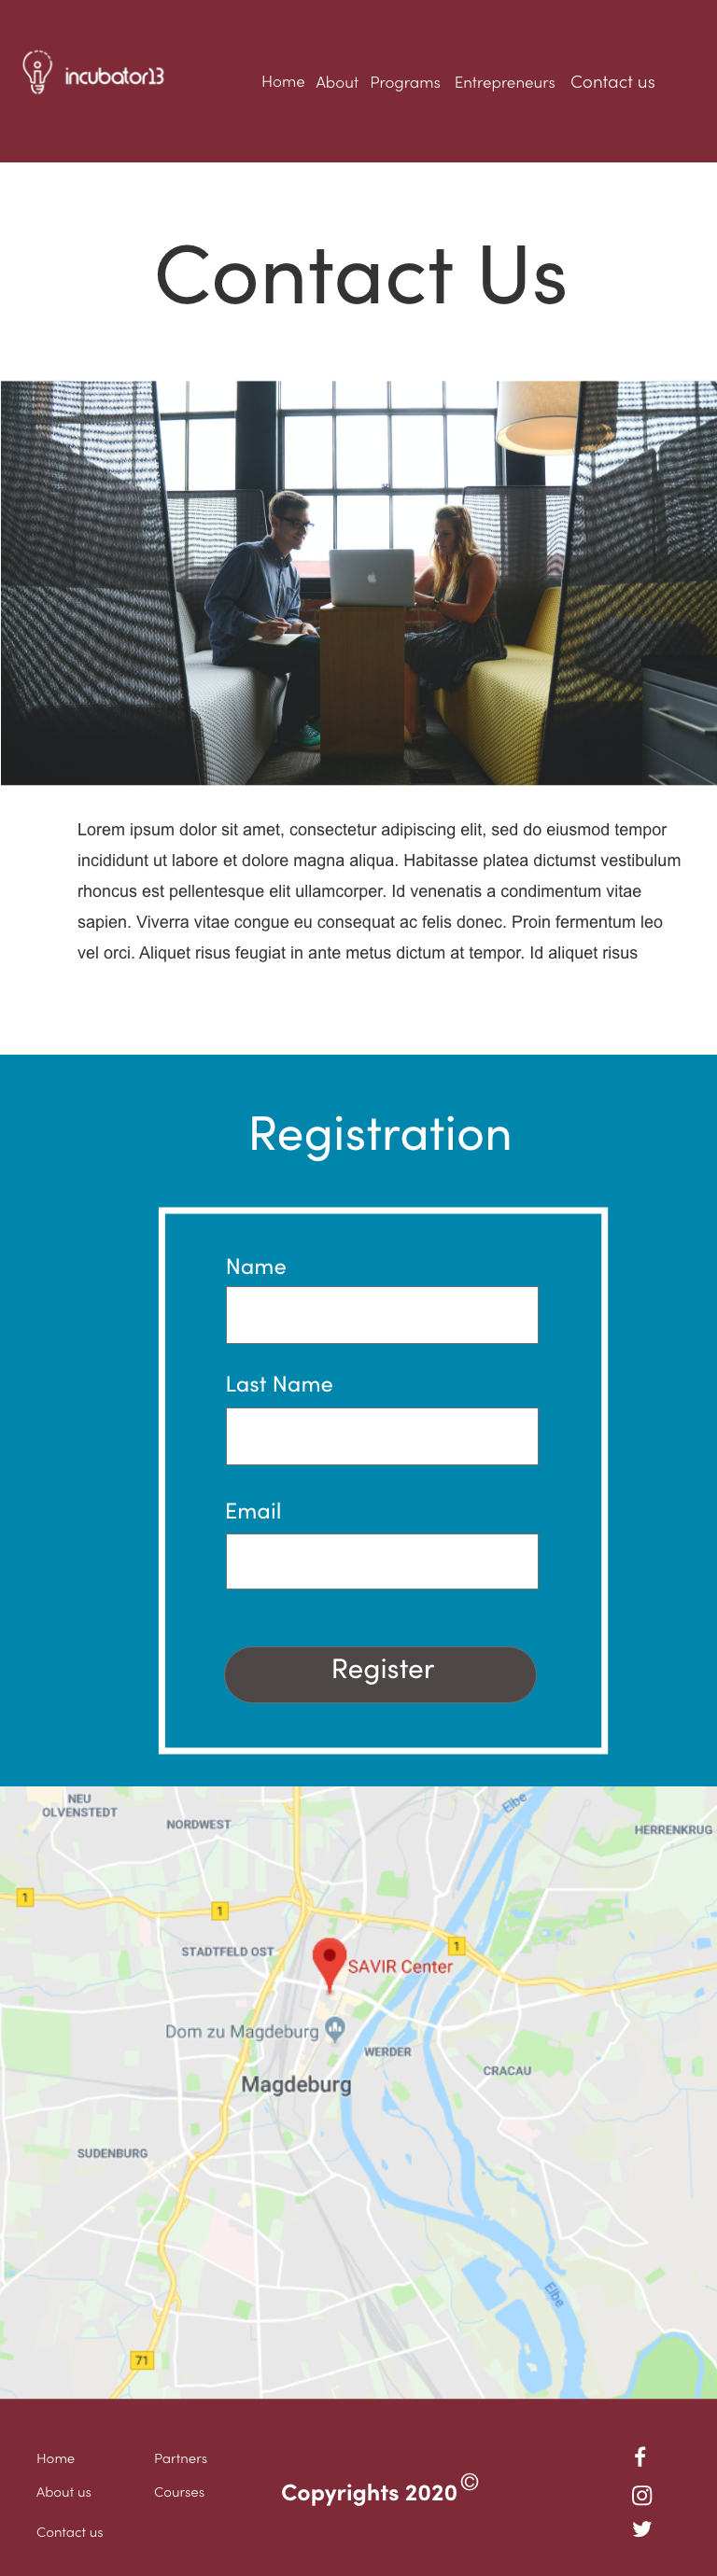 incubator13
Home About Programs Entrepreneurs Contact us
Contact Us
Lorem ipsum dolor sit amet, consectetur adipiscing elit, sed do eiusmod tempor
incididunt ut labore et dolore magna aliqua. Habitasse platea dictumst vestibulum
rhoncus est pellentesque elit ullamcorper. Id venenatis a condimentum vitae
sapien. Viverra vitae congue eu consequat ac felis donec. Proin fermentum leo
vel orci. Aliquet risus feugiat in ante metus dictum at tempor. Id aliquet risus
Registration
Name
Last Name
Email
Register
NEU
OLVENSTEDT
NORDWEST
Elbe
HERRENKRUG
1
1
1
STADTFELD OST
SAVIR Center
Dom zu Magdeburg
WERDER
CRACAU
Magdeburg
SUDENBURG
Elbe
71
Home
Partners
About us
Courses
Copyrights 2020 ©
Contact us